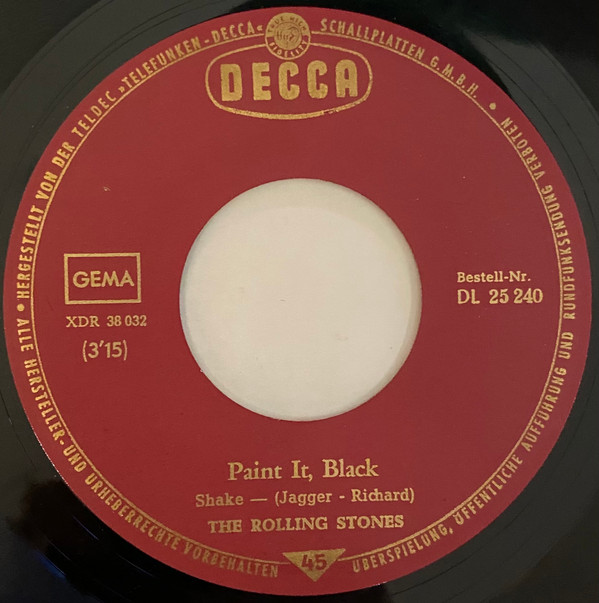 • HERGESTELLT VON DER TELDEC »TELEFUNKEN-DECCA« SCHALLPLATTEN G.M.B.H. •
DECCA
GEMA
XDR 38 032
(3'15)
Bestell-Nr.
DL 25 240
Paint It, Black
Shake — (Jagger - Richard)
THE ROLLING STONES
45
ALLE HERSTELLER-UND URHEBERRECHTE VORBEHALTEN
ÜBERSPIELUNG, ÖFFENTLICHE AUFFÜHRUNG UND RUNDFUNKSENDUNG VERBOTEN